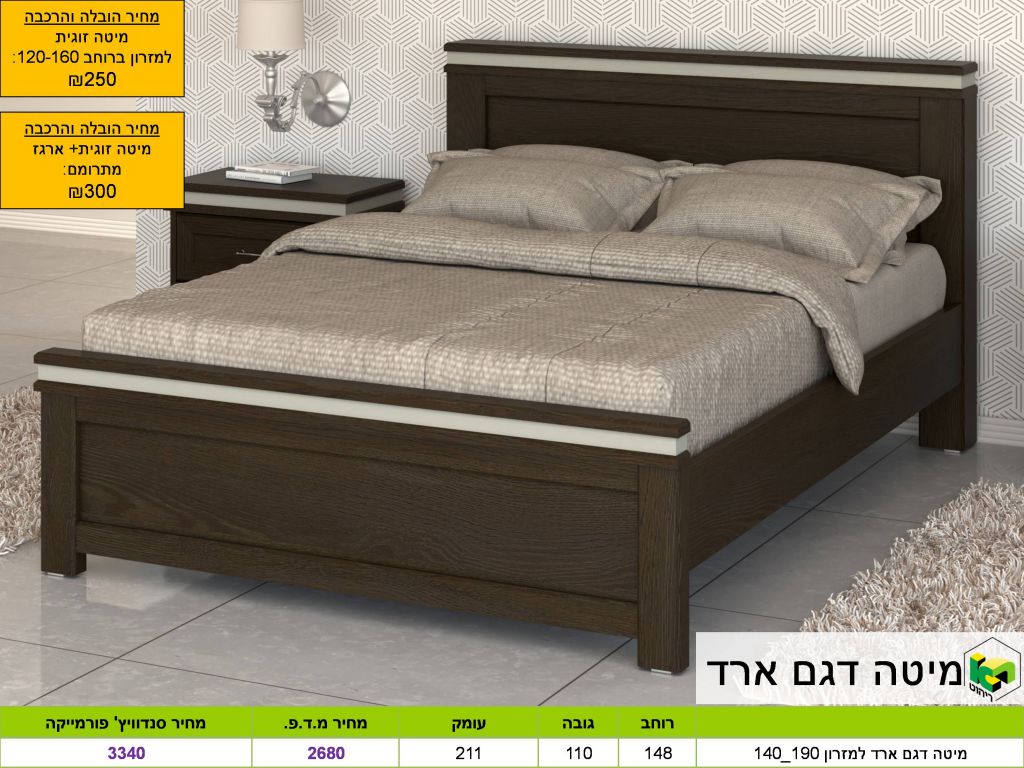 מחיר הובלה והרכבה
מיטה זוגית
למזרון ברוחב 120-160:
₪250
מחיר הובלה והרכבה
מיטה זוגית+ ארגז
מתרומם:
₪300
מיטה דגם ארד
ריהוט
רוחב גובה עומק מחיר מ.ד.פ. מחיר סנדוויץ' פורמייקה
מיטה דגם ארד למזרון 190_140 148 110 211 2680 3340